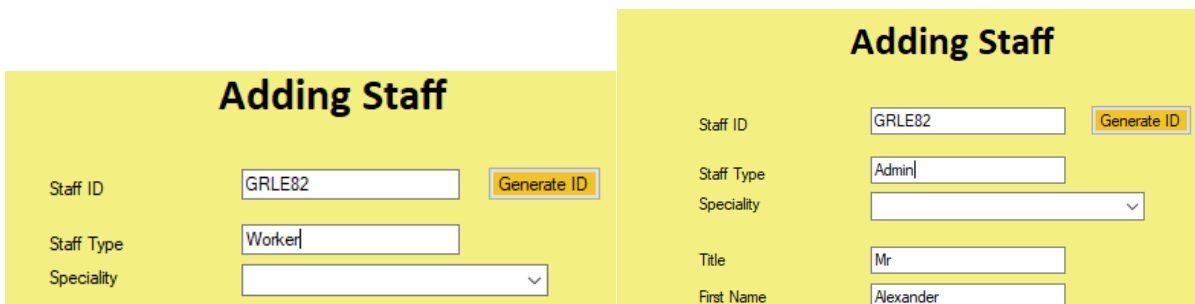 Adding Staff
Staff ID GRLE82 Generate ID
Staff Type Worker
Speciality
Adding Staff
Staff ID GRLE82 Generate ID
Staff Type Admin
Speciality
Title Mr
First Name Alexander